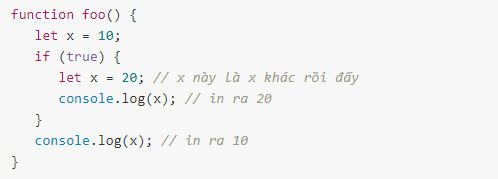 function foo() {
let x = 10;
if (true) {
let x = 20; // x này là x khác rồi đấy
console.log(x); // in ra 20
}
console.log(x); // in ra 10
}